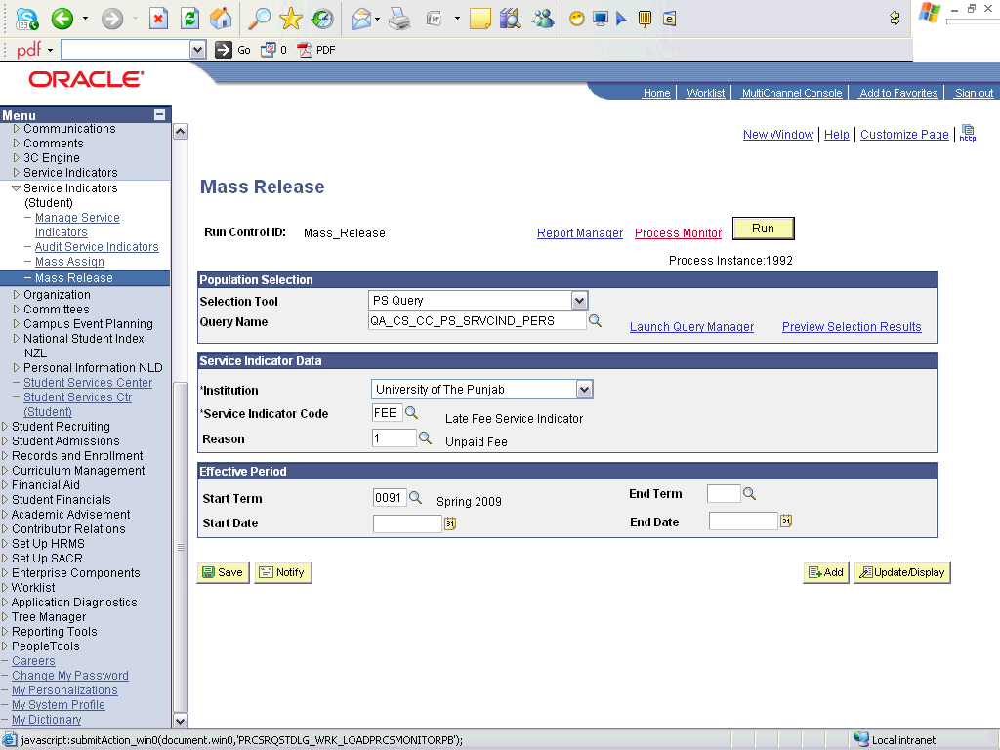 pdf
Go
0
PDF
ORACLE®
Home
Worklist
MultiChannel Console
Add to Favorites
Sign out
Menu
Communications
Comments
3C Engine
Service Indicators
Service Indicators
(Student)
– Manage Service
Indicators
– Audit Service Indicators
– Mass Assign
– Mass Release
Organization
Committees
Campus Event Planning
National Student Index
NZL
Personal Information NLD
– Student Services Center
– Student Services Ctr
(Student)
Student Recruiting
Student Admissions
Records and Enrollment
Curriculum Management
Financial Aid
Student Financials
Academic Advisement
Contributor Relations
Set Up HRMS
Set Up SACR
Enterprise Components
Worklist
Application Diagnostics
Tree Manager
Reporting Tools
PeopleTools
– Careers
– Change My Password
– My Personalizations
– My System Profile
– My Dictionary
New Window | Help | Customize Page |
http
Mass Release
Run Control ID: Mass_Release
Report Manager
Process Monitor
Run
Process Instance:1992
Population Selection
Selection Tool PS Query
Query Name QA_CS_CC_PS_SRVCIND_PERS
Launch Query Manager
Preview Selection Results
Service Indicator Data
*Institution University of The Punjab
*Service Indicator Code FEE Late Fee Service Indicator
Reason 1 Unpaid Fee
Effective Period
Start Term 0091 Spring 2009
End Term
Start Date 31
End Date 31
Save
Notify
Add
Update/Display
javascript:submitAction_win0(document.win0,'PRCSRQSTDLG_WRK_LOADPRCSMONITORPB');
Local intranet